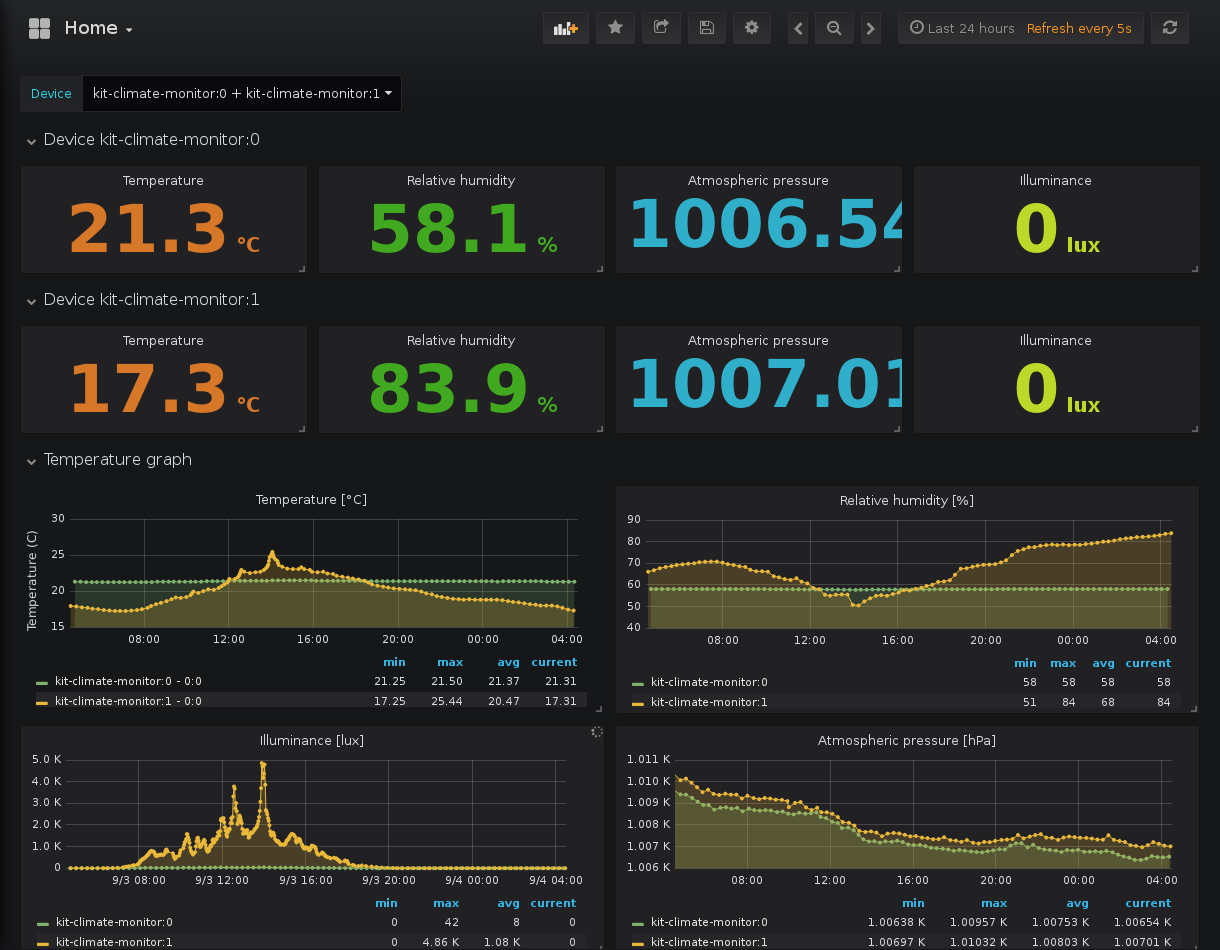 Home
Last 24 hours Refresh every 5s
Device kit-climate-monitor:0 + kit-climate-monitor:1
Device kit-climate-monitor:0
Temperature Relative humidity Atmospheric pressure Illuminance
21.3 °C 58.1 % 1006.54 0 lux
Device kit-climate-monitor:1
Temperature Relative humidity Atmospheric pressure Illuminance
17.3 °C 83.9 % 1007.01 0 lux
Temperature graph
Temperature [°C]
Temperature (C)
30
25
20
15
08:00 12:00 16:00 20:00 00:00 04:00
min max avg current
kit-climate-monitor:0 - 0:0 21.25 21.50 21.37 21.31
kit-climate-monitor:1 - 0:0 17.25 25.44 20.47 17.31
Relative humidity [%]
90
80
70
60
50
40
08:00 12:00 16:00 20:00 00:00 04:00
min max avg current
kit-climate-monitor:0 58 58 58 58
kit-climate-monitor:1 51 84 68 84
Illuminance [lux]
5.0 K
4.0 K
3.0 K
2.0 K
1.0 K
0
9/3 08:00 9/3 12:00 9/3 16:00 9/3 20:00 9/4 00:00 9/4 04:00
min max avg current
kit-climate-monitor:0 0 42 8 0
kit-climate-monitor:1 0 4.86 K 1.08 K 0
Atmospheric pressure [hPa]
1.011 K
1.010 K
1.009 K
1.008 K
1.007 K
1.006 K
08:00 12:00 16:00 20:00 00:00 04:00
min max avg current
kit-climate-monitor:0 1.00638 K 1.00957 K 1.00753 K 1.00654 K
kit-climate-monitor:1 1.00697 K 1.01032 K 1.00803 K 1.00701 K